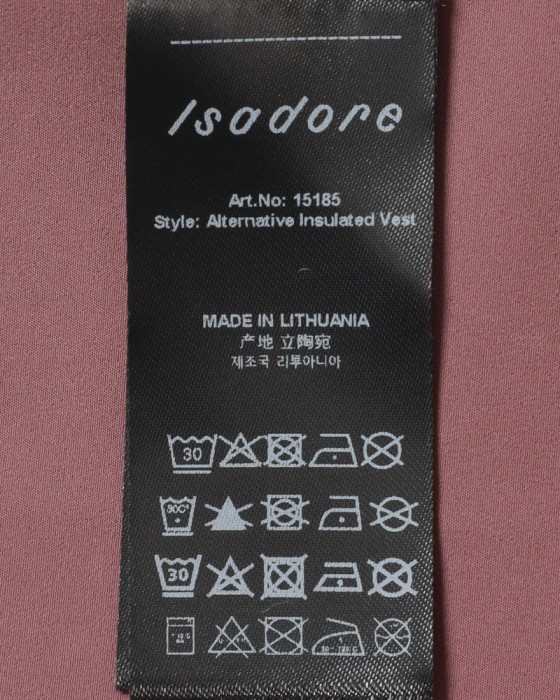 Isadore
Art.No: 15185
Style: Alternative Insulated Vest
MADE IN LITHUANIA
产地 立陶宛
제조국 리투아니아
30
30C°
30